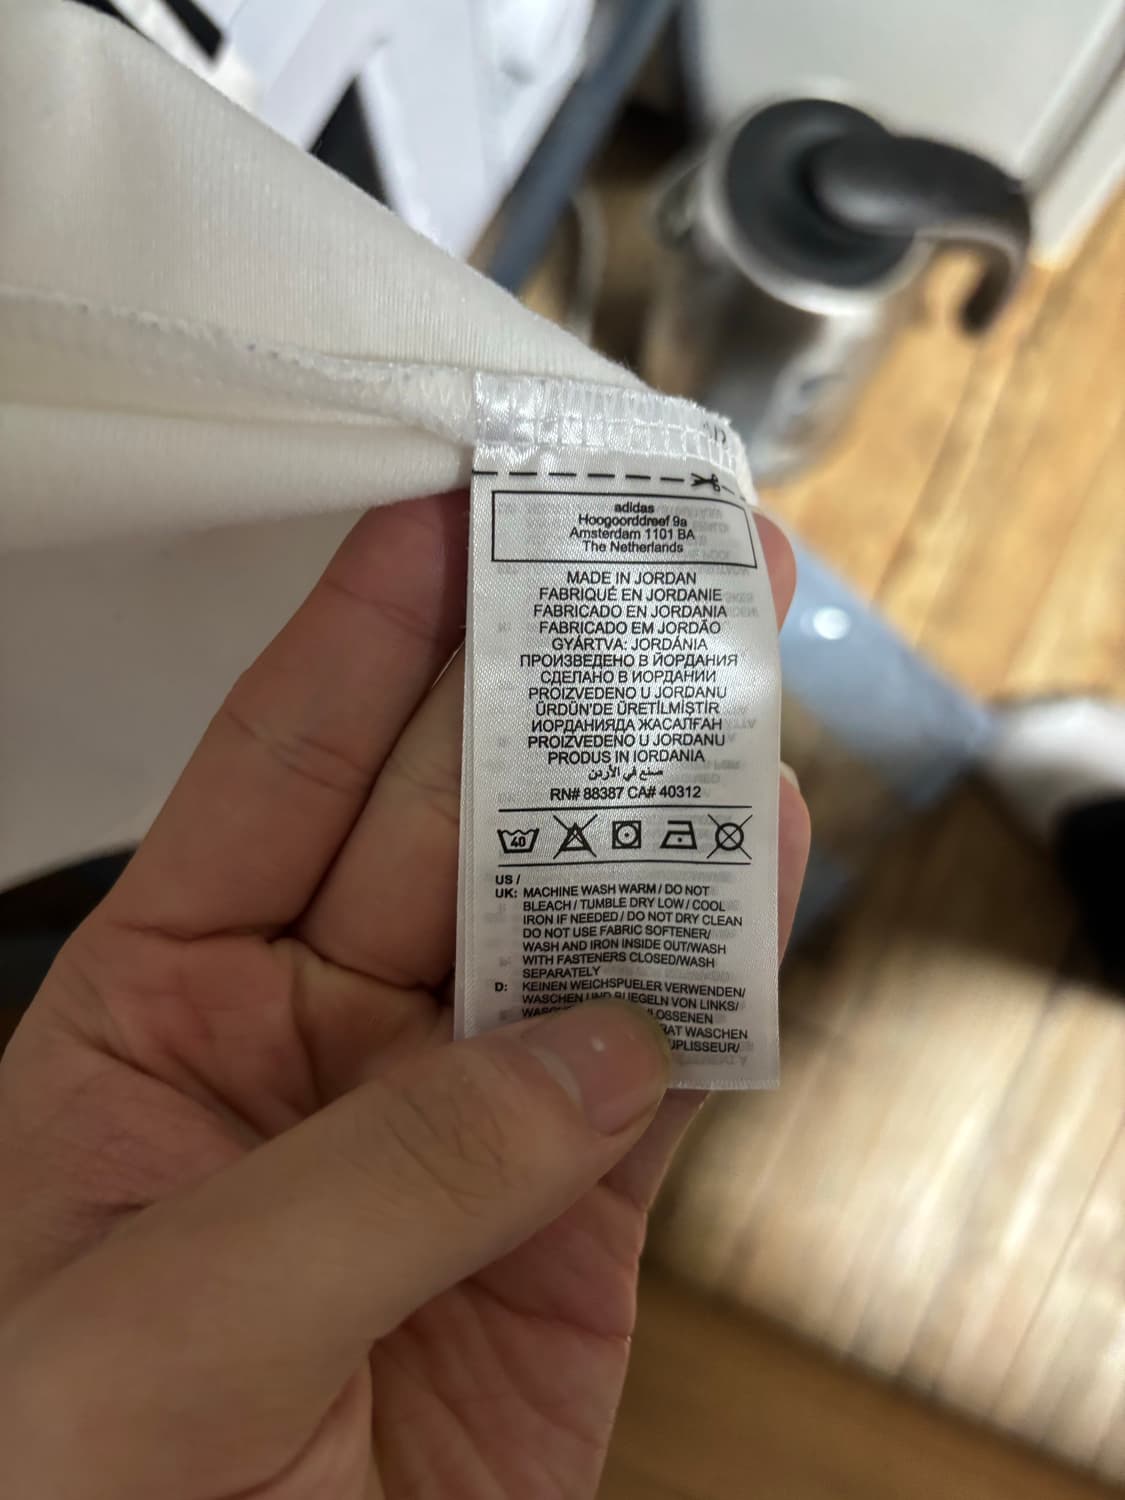 adidas
Hoogoorddreef 9a
Amsterdam 1101 BA
The Netherlands
MADE IN JORDAN
FABRIQUÉ EN JORDANIE
FABRICADO EN JORDANIA
FABRICADO EM JORDÃO
GYÁRTVA: JORDÁNIA
ПРОИЗВЕДЕНО В ЙОРДАНИЯ
СДЕЛАНО В ИОРДАНИИ
PROIZVEDENO U JORDANU
ÜRDÜN'DE ÜRETİLMİŞTİR
ИОРДАНИЯДА ЖАСАЛҒАН
PROIZVEDENO U JORDANU
PRODUS IN IORDANIA
صنع في الأردن
RN# 88387 CA# 40312
40
US /
UK: MACHINE WASH WARM / DO NOT
BLEACH / TUMBLE DRY LOW / COOL
IRON IF NEEDED / DO NOT DRY CLEAN
DO NOT USE FABRIC SOFTENER/
WASH AND IRON INSIDE OUT/WASH
WITH FASTENERS CLOSED/WASH
SEPARATELY
D: KEINEN WEICHSPUELER VERWENDEN/
WASCHEN UND BUEGELN VON LINKS/
WASCHEN